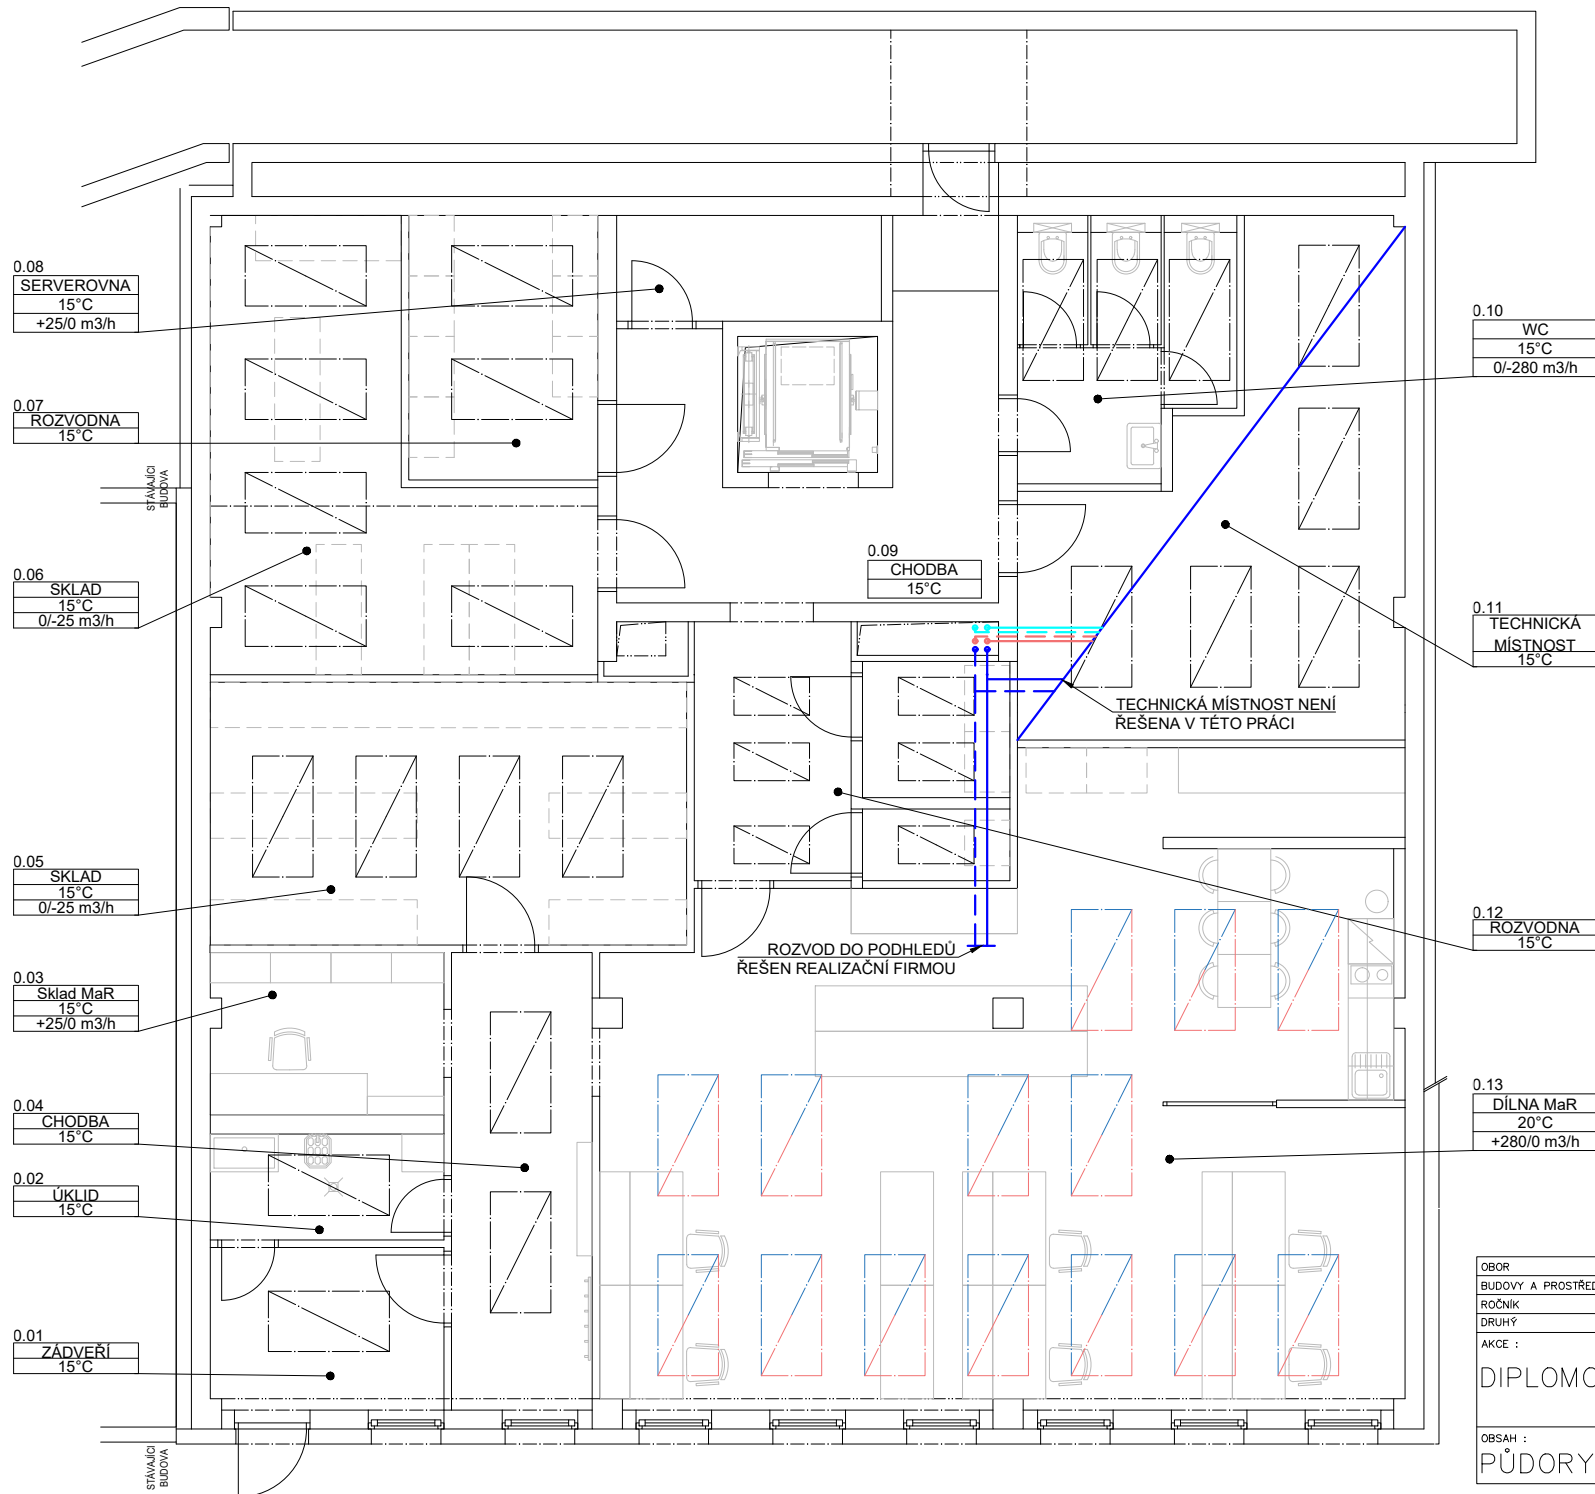 0.08
SERVEROVNA
15°C
+25/0 m3/h
0.07
ROZVODNA
15°C
STÁVAJÍCÍ
BUDOVA
0.06
SKLAD
15°C
0/-25 m3/h
0.05
SKLAD
15°C
0/-25 m3/h
0.03
Sklad MaR
15°C
+25/0 m3/h
0.04
CHODBA
15°C
0.02
ÚKLID
15°C
0.01
ZÁDVEŘÍ
15°C
STÁVAJÍCÍ
BUDOVA
0.09
CHODBA
15°C
TECHNICKÁ MÍSTNOST NENÍ
ŘEŠENA V TÉTO PRÁCI
ROZVOD DO PODHLEDŮ
ŘEŠEN REALIZAČNÍ FIRMOU
0.10
WC
15°C
0/-280 m3/h
0.11
TECHNICKÁ
MÍSTNOST
15°C
0.12
ROZVODNA
15°C
0.13
DÍLNA MaR
20°C
+280/0 m3/h
OBOR
BUDOVY A PROSTŘED
ROČNÍK
DRUHÝ
AKCE :
DIPLOMO
OBSAH :
PŮDORY